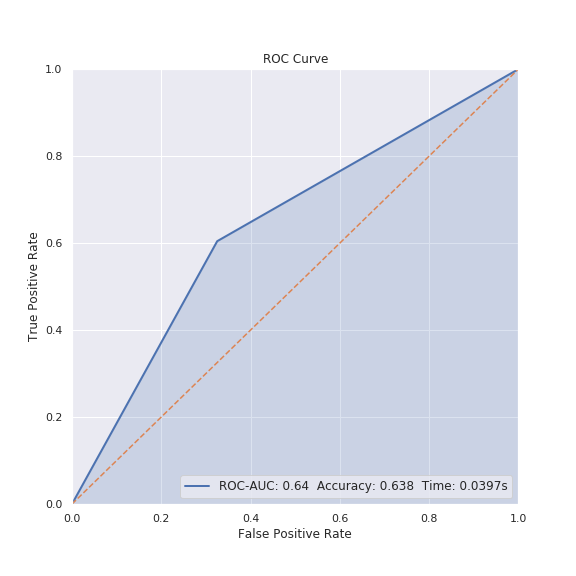 ROC Curve
1.0
0.8
0.6
0.4
0.2
0.0
True Positive Rate
ROC-AUC: 0.64  Accuracy: 0.638  Time: 0.0397s
0.0 0.2 0.4 0.6 0.8 1.0
False Positive Rate